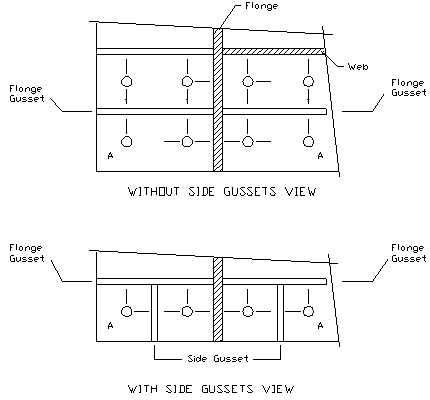 Flange
Web
Flange
Gusset
Flange
Gusset
A
A
WITHOUT SIDE GUSSETS VIEW
Flange
Gusset
Flange
Gusset
A
A
Side Gusset
WITH SIDE GUSSETS VIEW